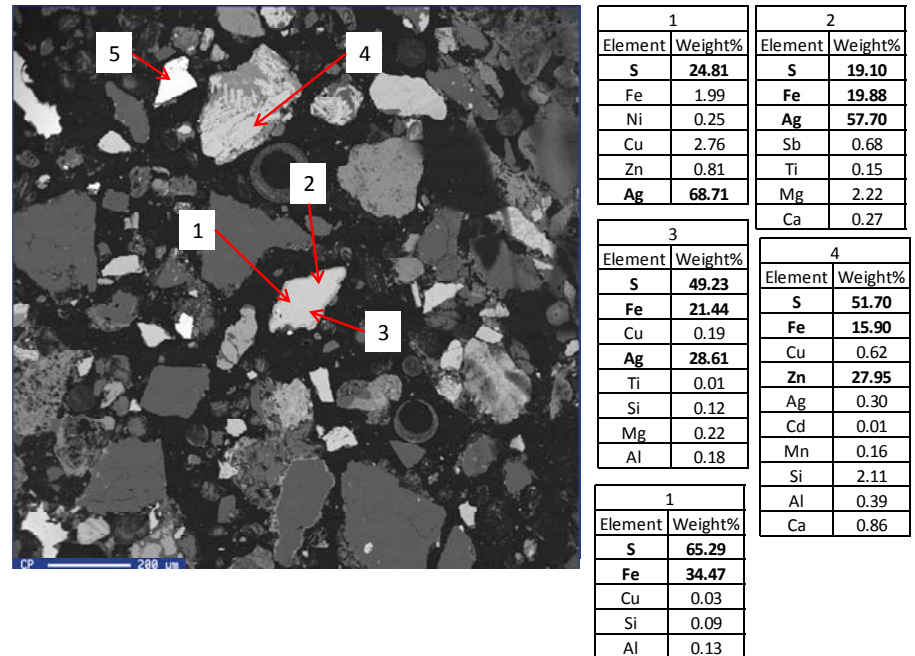 5
4
2
1
3
CP 200 µm
1
Element Weight%
S 24.81
Fe 1.99
Ni 0.25
Cu 2.76
Zn 0.81
Ag 68.71
2
Element Weight%
S 19.10
Fe 19.88
Ag 57.70
Sb 0.68
Ti 0.15
Mg 2.22
Ca 0.27
3
Element Weight%
S 49.23
Fe 21.44
Cu 0.19
Ag 28.61
Ti 0.01
Si 0.12
Mg 0.22
Al 0.18
4
Element Weight%
S 51.70
Fe 15.90
Cu 0.62
Zn 27.95
Ag 0.30
Cd 0.01
Mn 0.16
Si 2.11
Al 0.39
Ca 0.86
1
Element Weight%
S 65.29
Fe 34.47
Cu 0.03
Si 0.09
Al 0.13